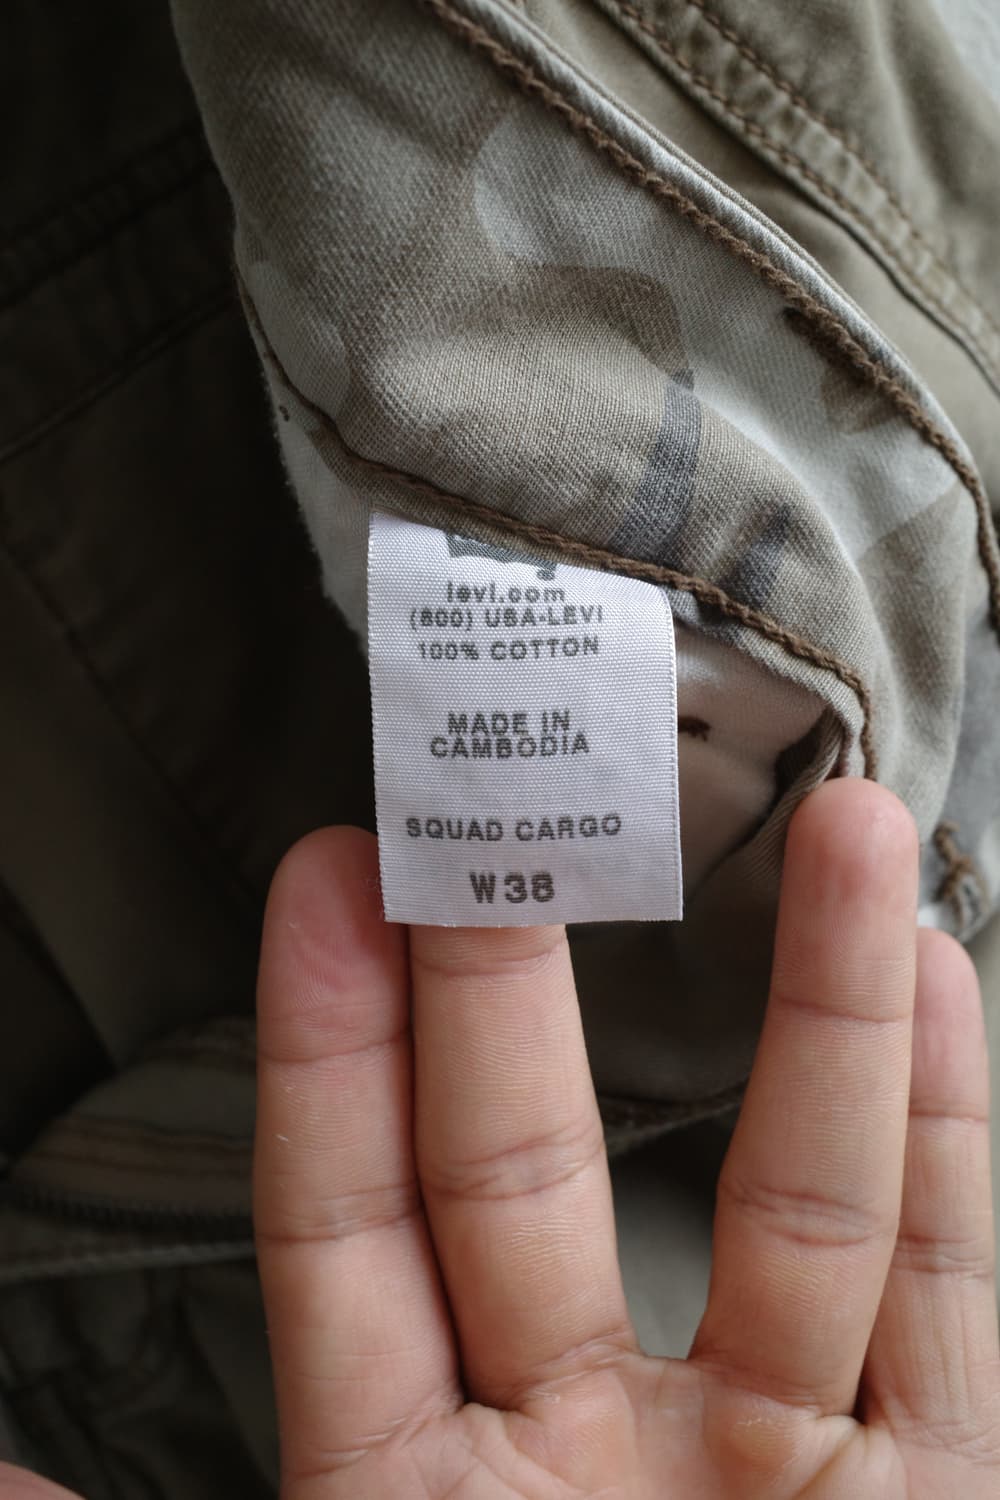 levi.com
(800) USA-LEVI
100% COTTON
MADE IN
CAMBODIA
SQUAD CARGO
W38